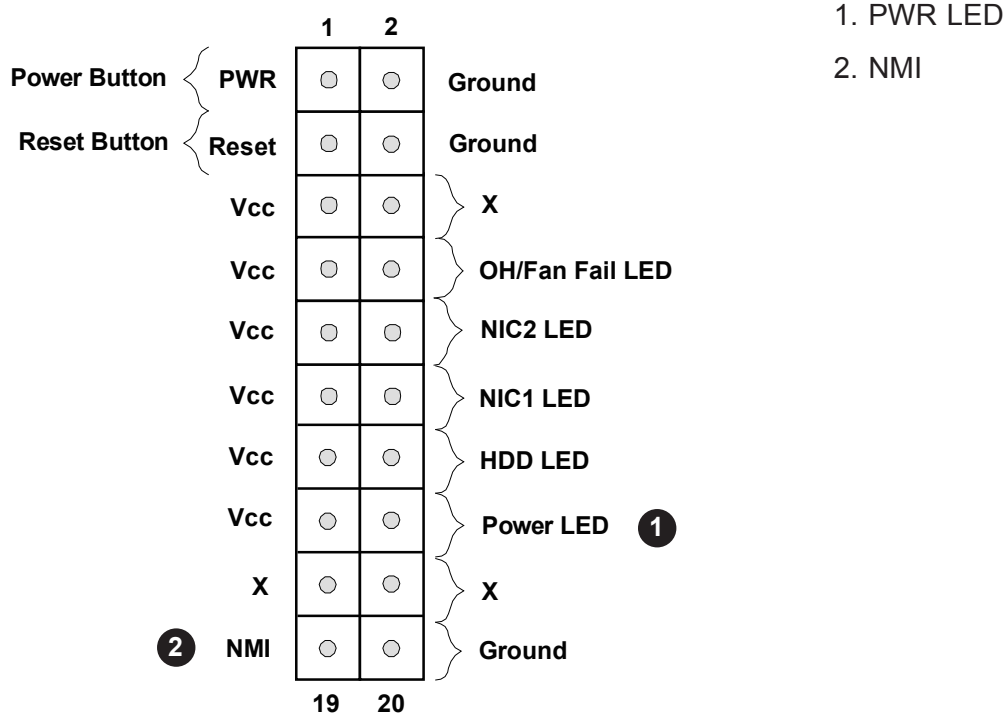 1 2
1. PWR LED
2. NMI
Power Button PWR Ground
Reset Button Reset Ground
Vcc X
Vcc OH/Fan Fail LED
Vcc NIC2 LED
Vcc NIC1 LED
Vcc HDD LED
Vcc Power LED 1
X X
2 NMI Ground
19 20